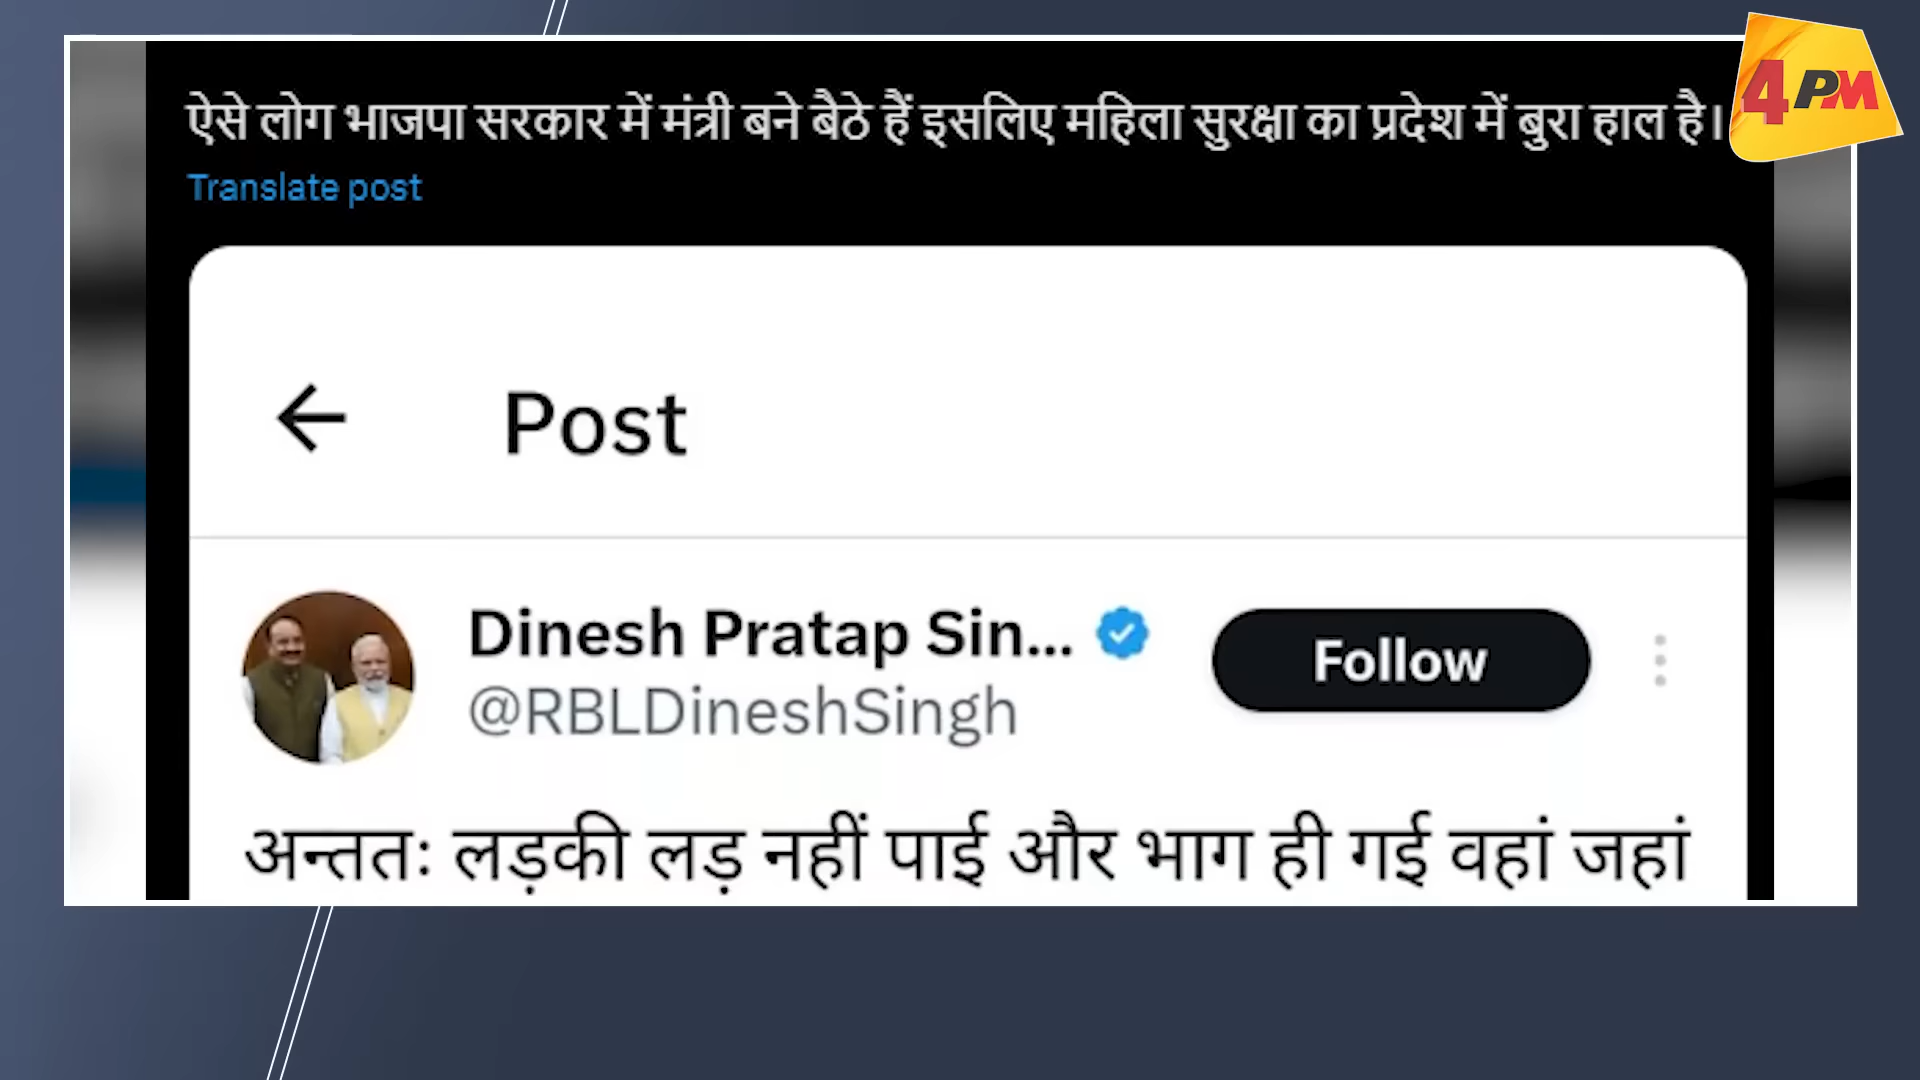 ऐसे लोग भाजपा सरकार में मंत्री बने बैठे हैं इसलिए महिला सुरक्षा का प्रदेश में बुरा हाल है।
4PM
Translate post
Post
Dinesh Pratap Sin...
Follow
@RBLDineshSingh
अन्ततः लड़की लड़ नहीं पाई और भाग ही गई वहां जहां